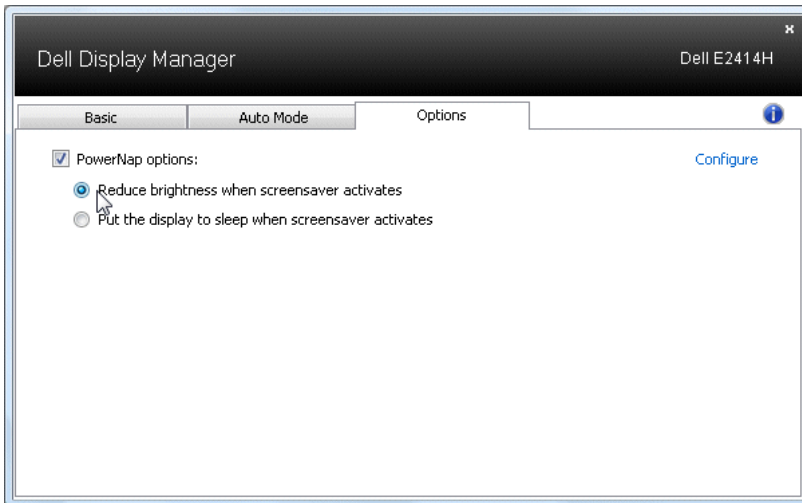 x
Dell Display Manager
Dell E2414H
Basic
Auto Mode
Options
i
PowerNap options:
Configure
Reduce brightness when screensaver activates
Put the display to sleep when screensaver activates